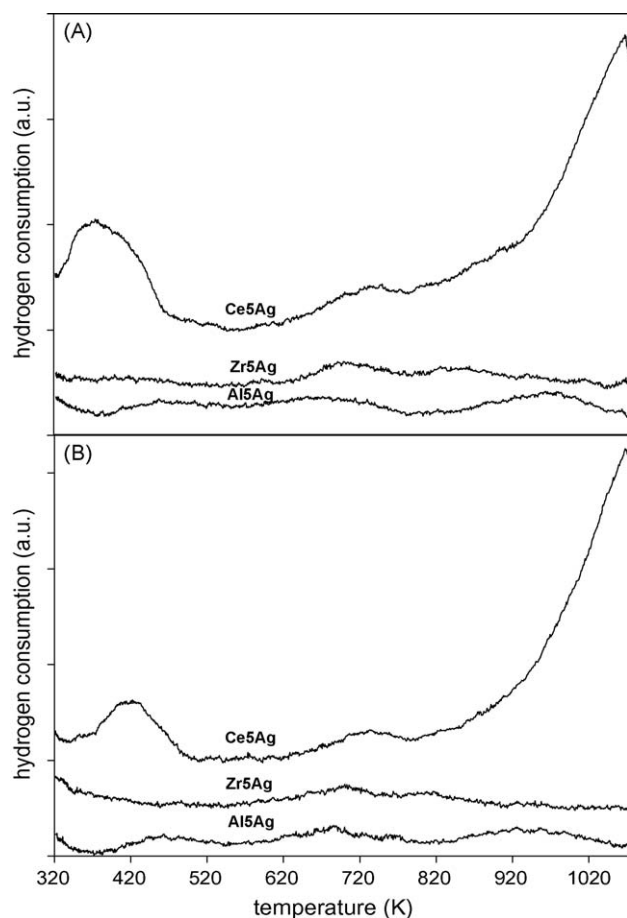 (A)
hydrogen consumption (a.u.)
Ce5Ag
Zr5Ag
Al5Ag
(B)
hydrogen consumption (a.u.)
Ce5Ag
Zr5Ag
Al5Ag
320 420 520 620 720 820 920 1020
temperature (K)